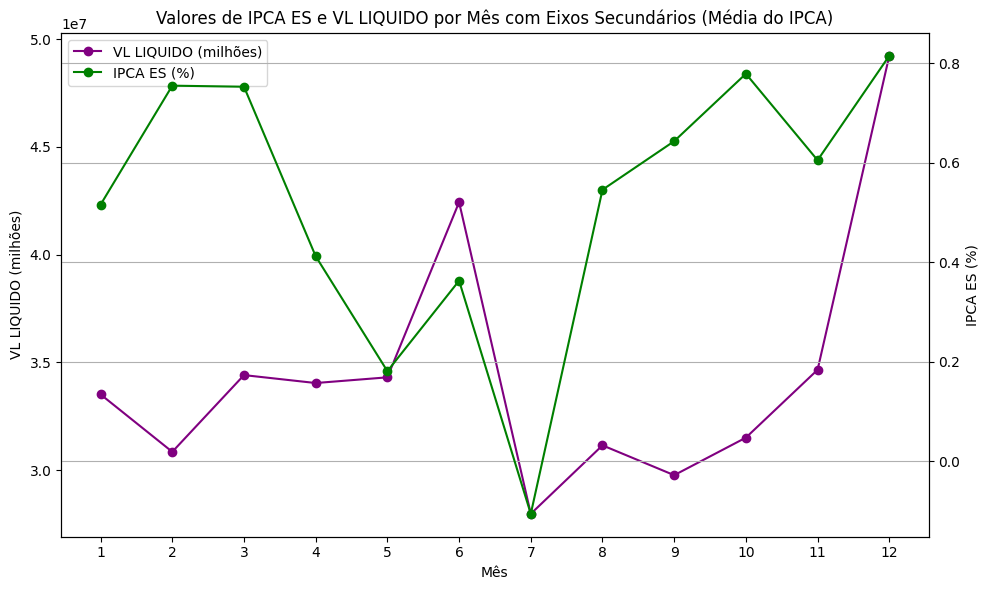 Valores de IPCA ES e VL LIQUIDO por Mês com Eixos Secundários (Média do IPCA)
1e7
VL LIQUIDO (milhões)
IPCA ES (%)
5.0
4.5
4.0
3.5
3.0
VL LIQUIDO (milhões)
0.8
0.6
0.4
0.2
0.0
IPCA ES (%)
1 2 3 4 5 6 7 8 9 10 11 12
Mês